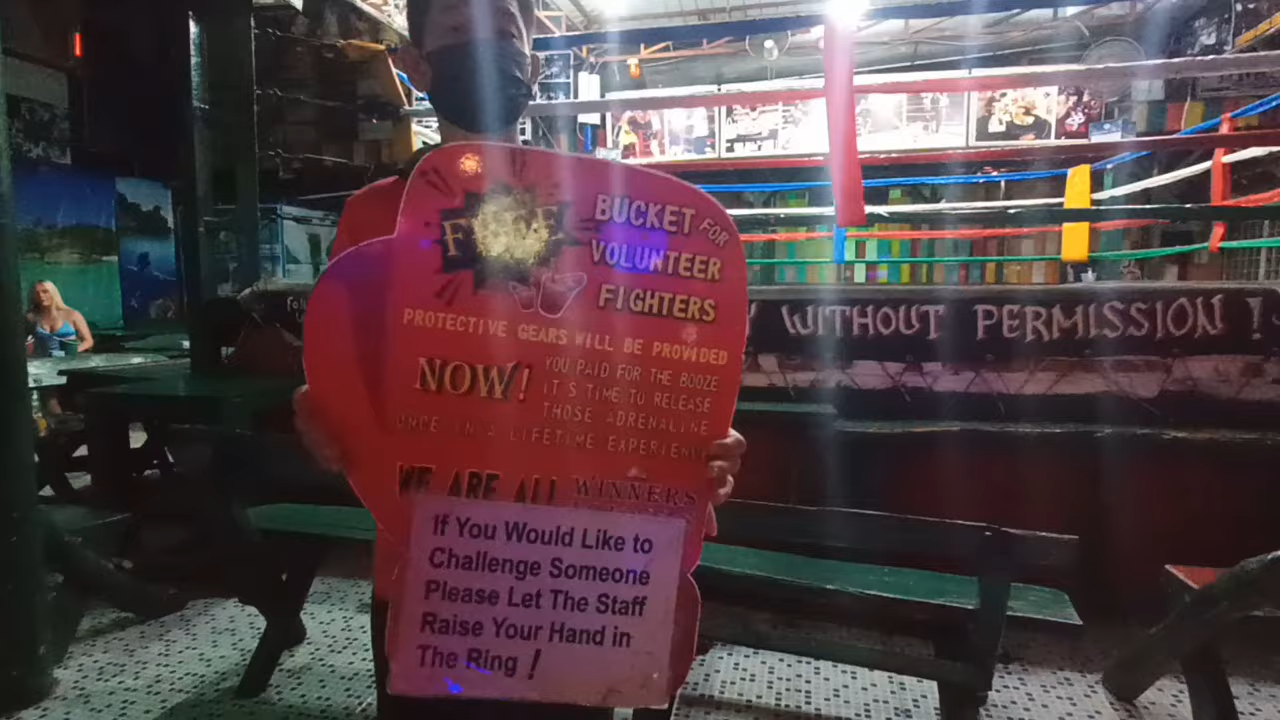 FREE
BUCKET FOR
VOLUNTEER
FIGHTERS
PROTECTIVE GEARS WILL BE PROVIDED
NOW!
YOU PAID FOR THE BOOZE
IT'S TIME TO RELEASE
THOSE ADRENALINE
ONCE IN A LIFETIME EXPERIENCE
WE ARE ALL WINNERS
If You Would Like to
Challenge Someone
Please Let The Staff
Raise Your Hand in
The Ring !
WITHOUT PERMISSION !